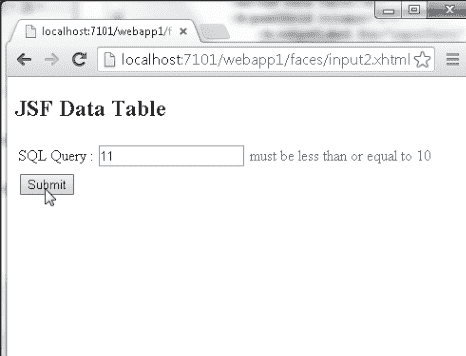 localhost:7101/webapp1/f
localhost:7101/webapp1/faces/input2.xhtml
JSF Data Table
SQL Query : 11 must be less than or equal to 10
Submit